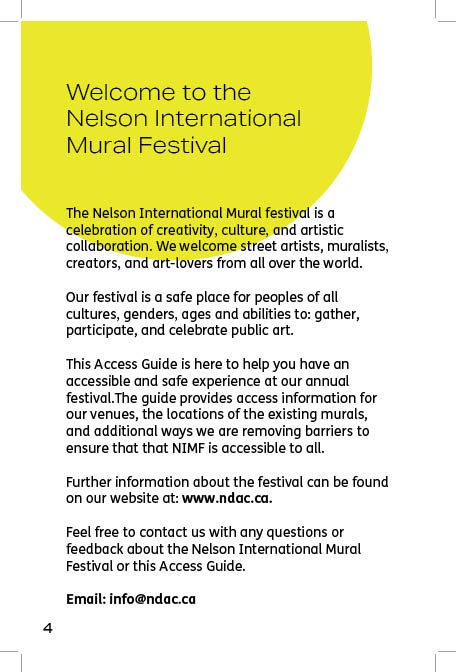 Welcome to the
Nelson International
Mural Festival
The Nelson International Mural festival is a
celebration of creativity, culture, and artistic
collaboration. We welcome street artists, muralists,
creators, and art-lovers from all over the world.
Our festival is a safe place for peoples of all
cultures, genders, ages and abilities to: gather,
participate, and celebrate public art.
This Access Guide is here to help you have an
accessible and safe experience at our annual
festival.The guide provides access information for
our venues, the locations of the existing murals,
and additional ways we are removing barriers to
ensure that that NIMF is accessible to all.
Further information about the festival can be found
on our website at: www.ndac.ca.
Feel free to contact us with any questions or
feedback about the Nelson International Mural
Festival or this Access Guide.
Email: info@ndac.ca
4